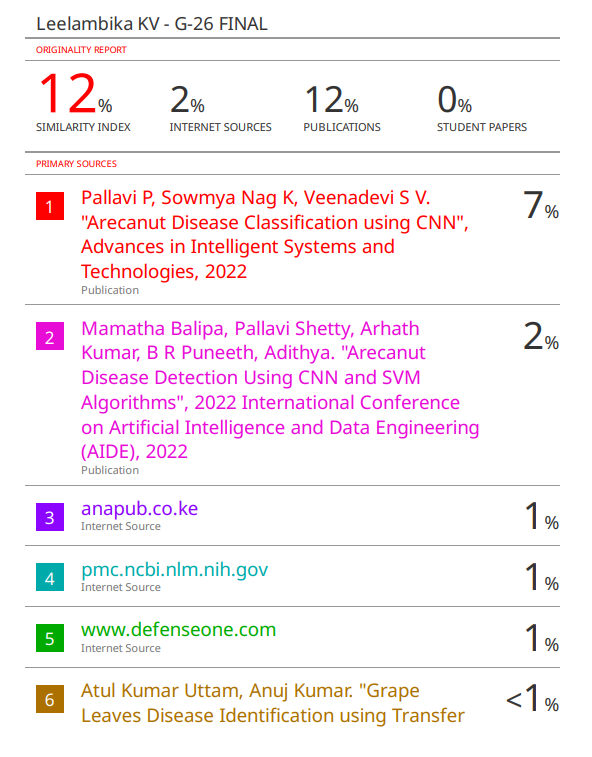 Leelambika KV - G-26 FINAL
ORIGINALITY REPORT
12% 2% 12% 0%
SIMILARITY INDEX INTERNET SOURCES PUBLICATIONS STUDENT PAPERS
PRIMARY SOURCES
1 Pallavi P, Sowmya Nag K, Veenadevi S V. 7%
"Arecanut Disease Classification using CNN",
Advances in Intelligent Systems and
Technologies, 2022
Publication
2 Mamatha Balipa, Pallavi Shetty, Arhath 2%
Kumar, B R Puneeth, Adithya. "Arecanut
Disease Detection Using CNN and SVM
Algorithms", 2022 International Conference
on Artificial Intelligence and Data Engineering
(AIDE), 2022
Publication
3 anapub.co.ke 1%
Internet Source
4 pmc.ncbi.nlm.nih.gov 1%
Internet Source
5 www.defenseone.com 1%
Internet Source
6 Atul Kumar Uttam, Anuj Kumar. "Grape <1%
Leaves Disease Identification using Transfer